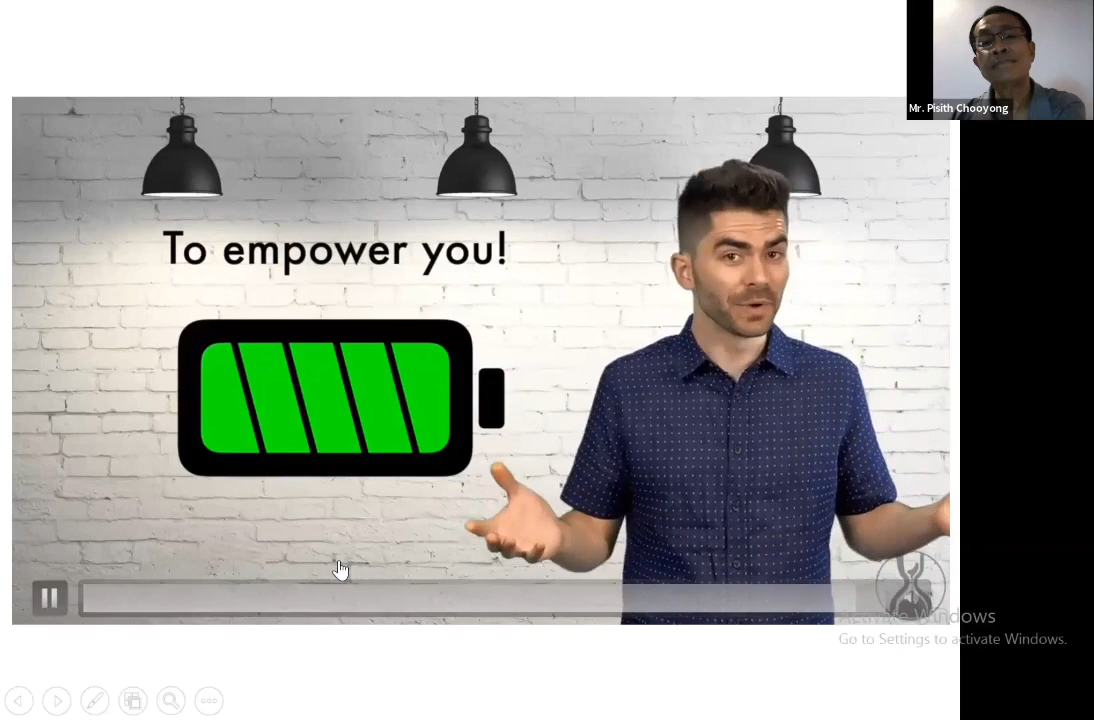 Mr. Pisith Chooyong
To empower you!
Activate Windows
Go to Settings to activate Windows.